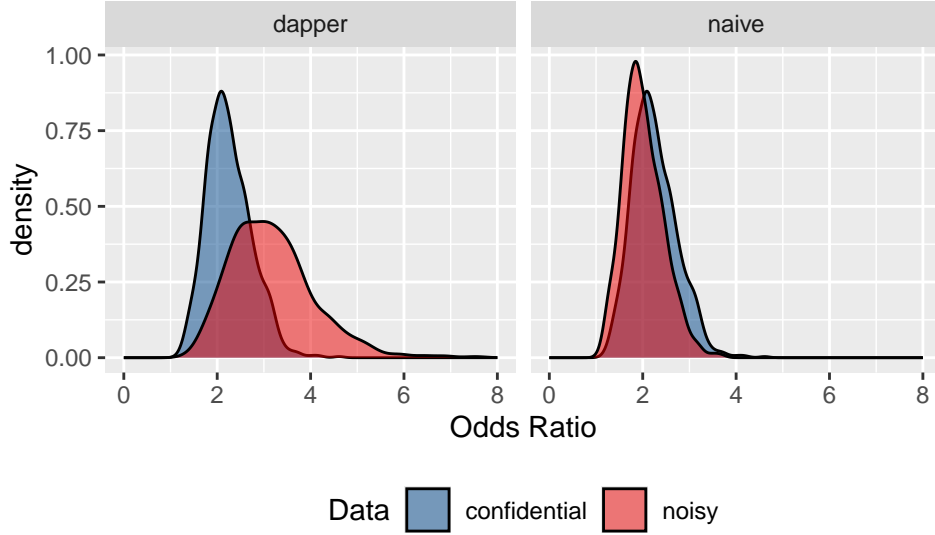 dapper naive
density
1.00
0.75
0.50
0.25
0.00
0 2 4 6 8 0 2 4 6 8
Odds Ratio
Data confidential noisy